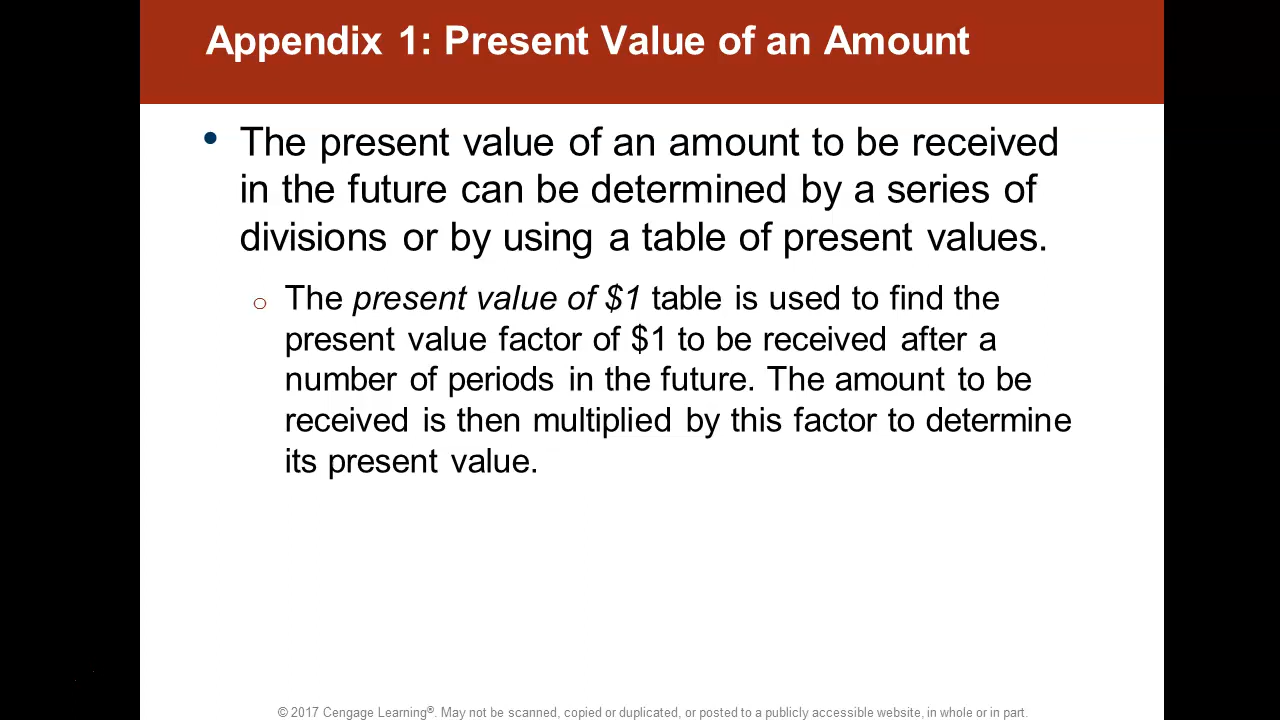 Appendix 1: Present Value of an Amount
• The present value of an amount to be received
in the future can be determined by a series of
divisions or by using a table of present values.
o The present value of $1 table is used to find the
present value factor of $1 to be received after a
number of periods in the future. The amount to be
received is then multiplied by this factor to determine
its present value.
© 2017 Cengage Learning®. May not be scanned, copied or duplicated, or posted to a publicly accessible website, in whole or in part.